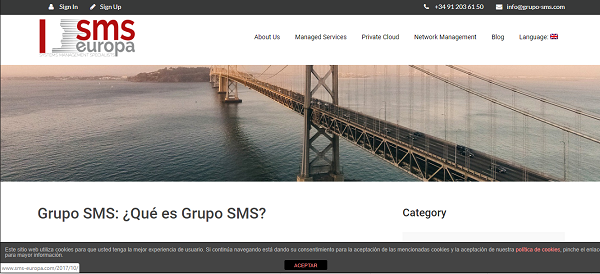 Sign In
Sign Up
+34 91 203 61 50
info@grupo-sms.com
sms
europa
About Us
Managed Services
Private Cloud
Network Management
Blog
Language:
Grupo SMS: ¿Qué es Grupo SMS?
Category
Este sitio web utiliza cookies para que usted tenga la mejor experiencia de usuario. Si continúa navegando está dando su consentimiento para la aceptación de las mencionadas cookies y la aceptación de nuestra política de cookies, pinche el enlace
para mayor información.
ACEPTAR
www.sms-europa.com/2017/10/